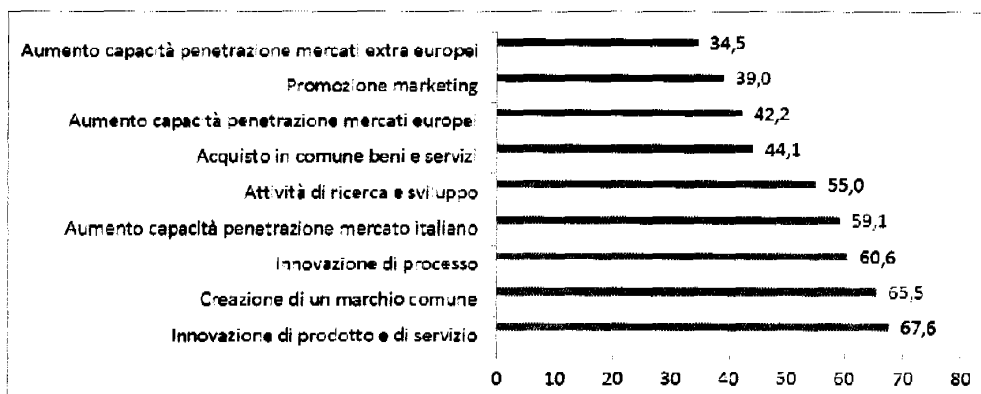 Aumento capacità penetrazione mercati extra europei 34,5
Promozione marketing 39,0
Aumento capacità penetrazione mercati europei 42,2
Acquisto in comune beni e servizi 44,1
Attività di ricerca e sviluppo 55,0
Aumento capacità penetrazione mercato italiano 59,1
Innovazione di processo 60,6
Creazione di un marchio comune 65,5
Innovazione di prodotto e di servizio 67,6
0 10 20 30 40 50 60 70 80